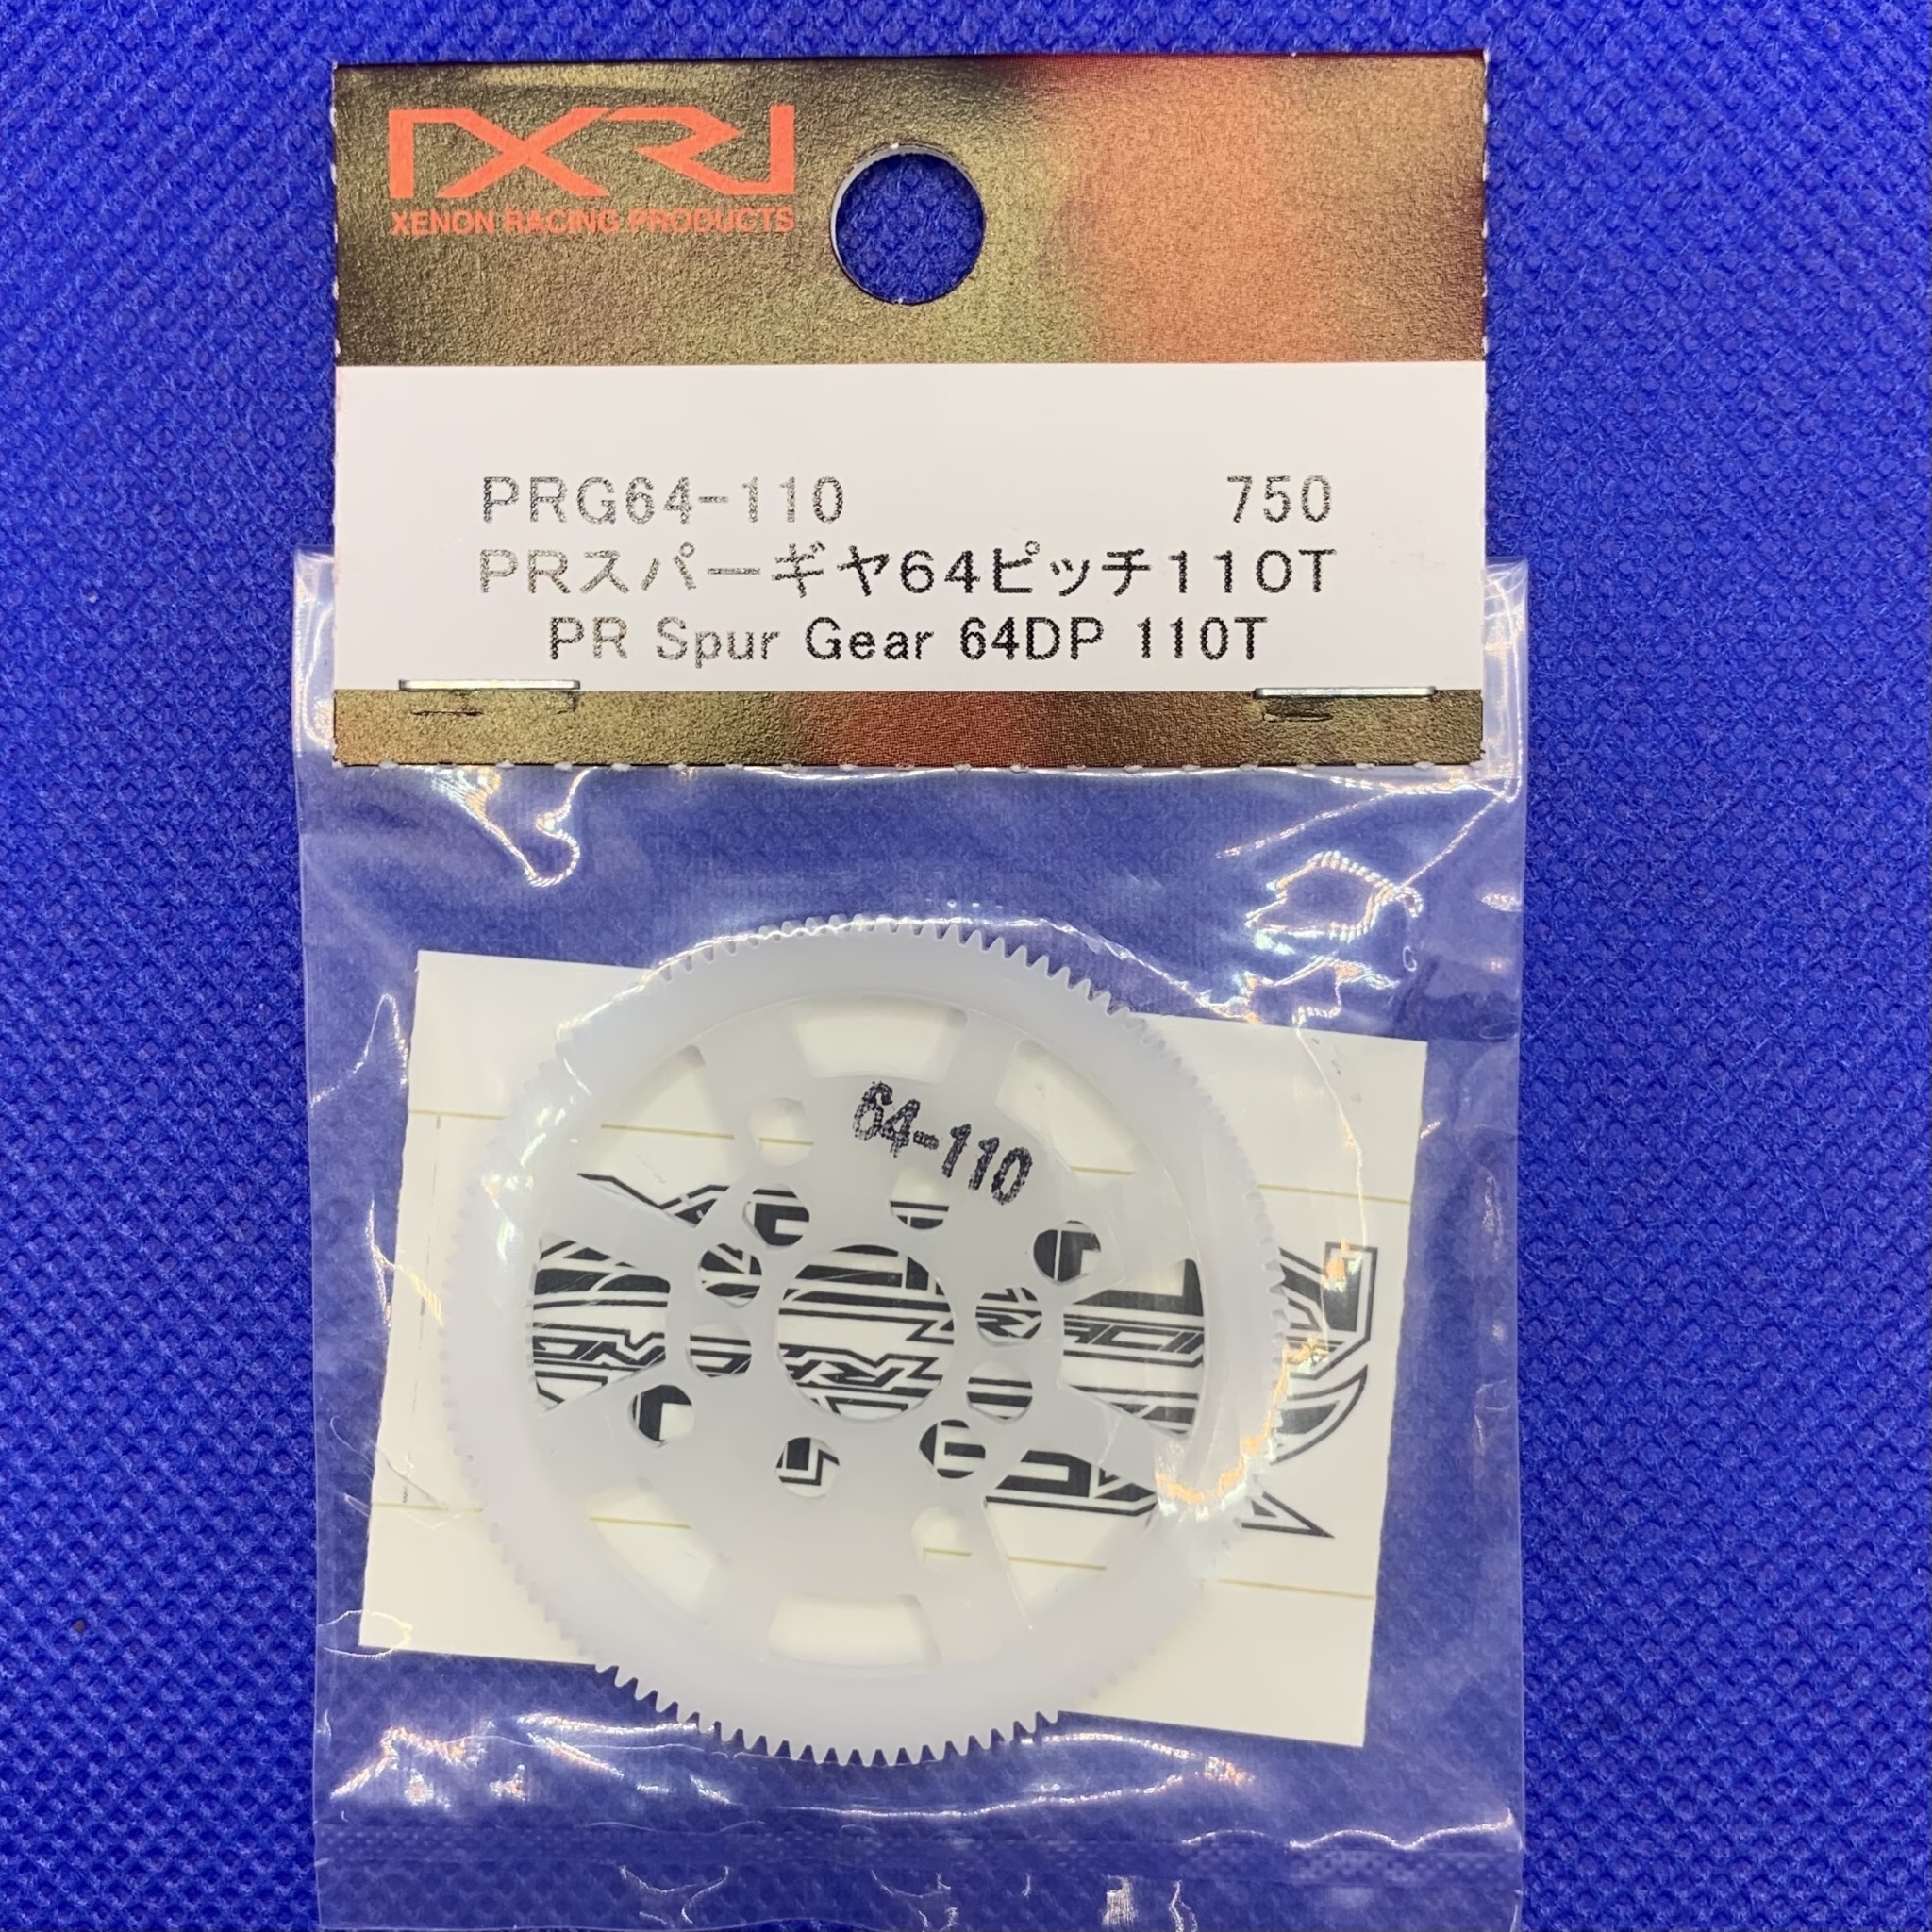 XRP
XENON RACING PRODUCTS
PRG64-110 750
PRスパーギヤ64ピッチ110T
PR Spur Gear 64DP 110T
64-110